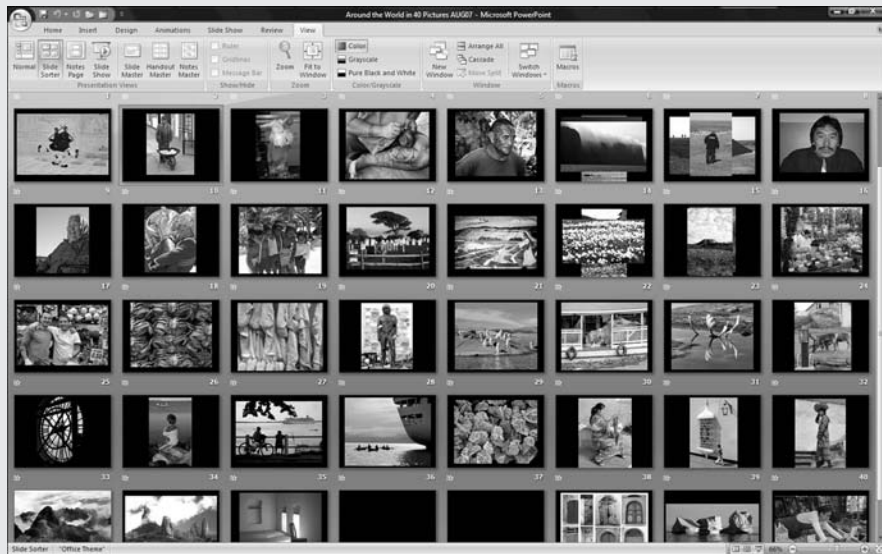 Around the World in 40 Pictures AUG07 - Microsoft PowerPoint
Home Insert Design Animations Slide Show Review View
Normal Slide Sorter Notes Page Slide Show Slide Master Handout Master Notes Master
Presentation Views
Ruler
Gridlines
Message Bar
Show/Hide
Zoom Fit to Window
Zoom
Color
Grayscale
Pure Black and White
Color/Grayscale
New Window
Arrange All
Cascade
Move Split
Switch Windows
Window
Macros
Macros
9 10 11 12 13 14 15 16
17 18 19 20 21 22 23 24
25 26 27 28 29 30 31 32
33 34 35 36 37 38 39 40
Slide Sorter "Office Theme" 66%